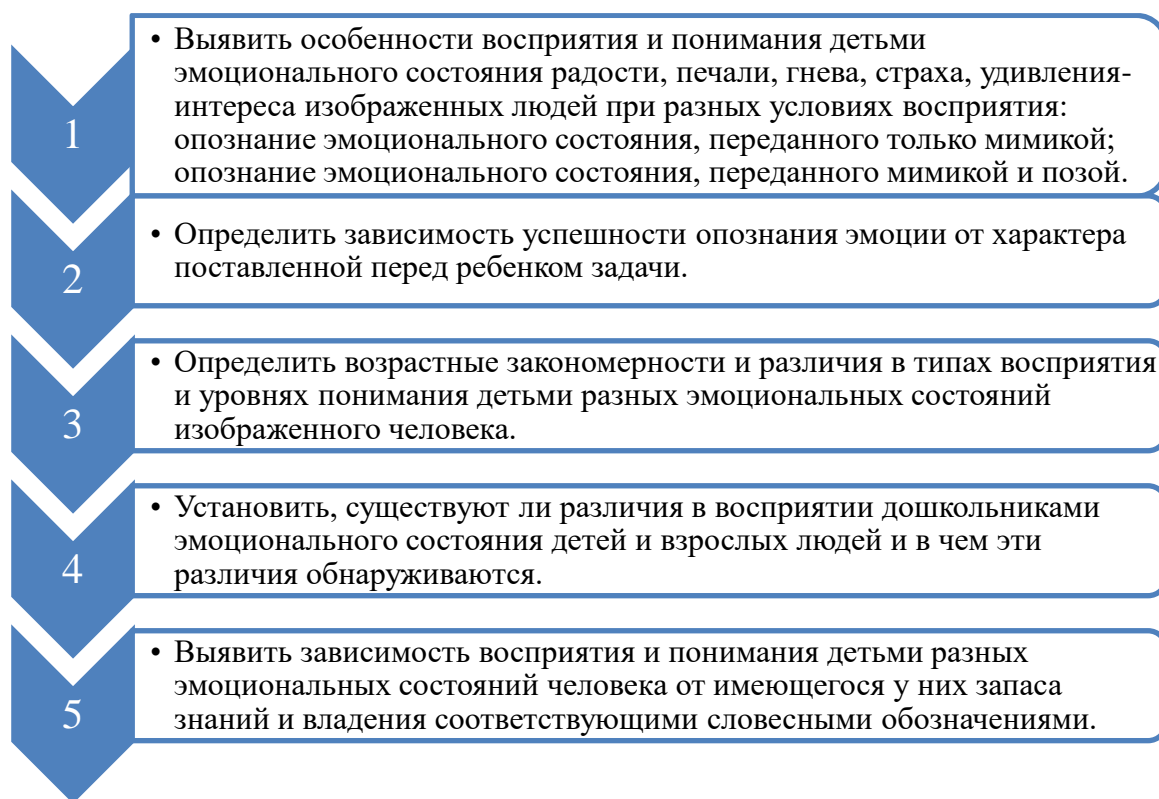 1
• Выявить особенности восприятия и понимания детьми
эмоционального состояния радости, печали, гнева, страха, удивления-
интереса изображенных людей при разных условиях восприятия:
опознание эмоционального состояния, переданного только мимикой;
опознание эмоционального состояния, переданного мимикой и позой.
2
• Определить зависимость успешности опознания эмоции от характера
поставленной перед ребенком задачи.
3
• Определить возрастные закономерности и различия в типах восприятия
и уровнях понимания детьми разных эмоциональных состояний
изображенного человека.
4
• Установить, существуют ли различия в восприятии дошкольниками
эмоционального состояния детей и взрослых людей и в чем эти
различия обнаруживаются.
5
• Выявить зависимость восприятия и понимания детьми разных
эмоциональных состояний человека от имеющегося у них запаса
знаний и владения соответствующими словесными обозначениями.